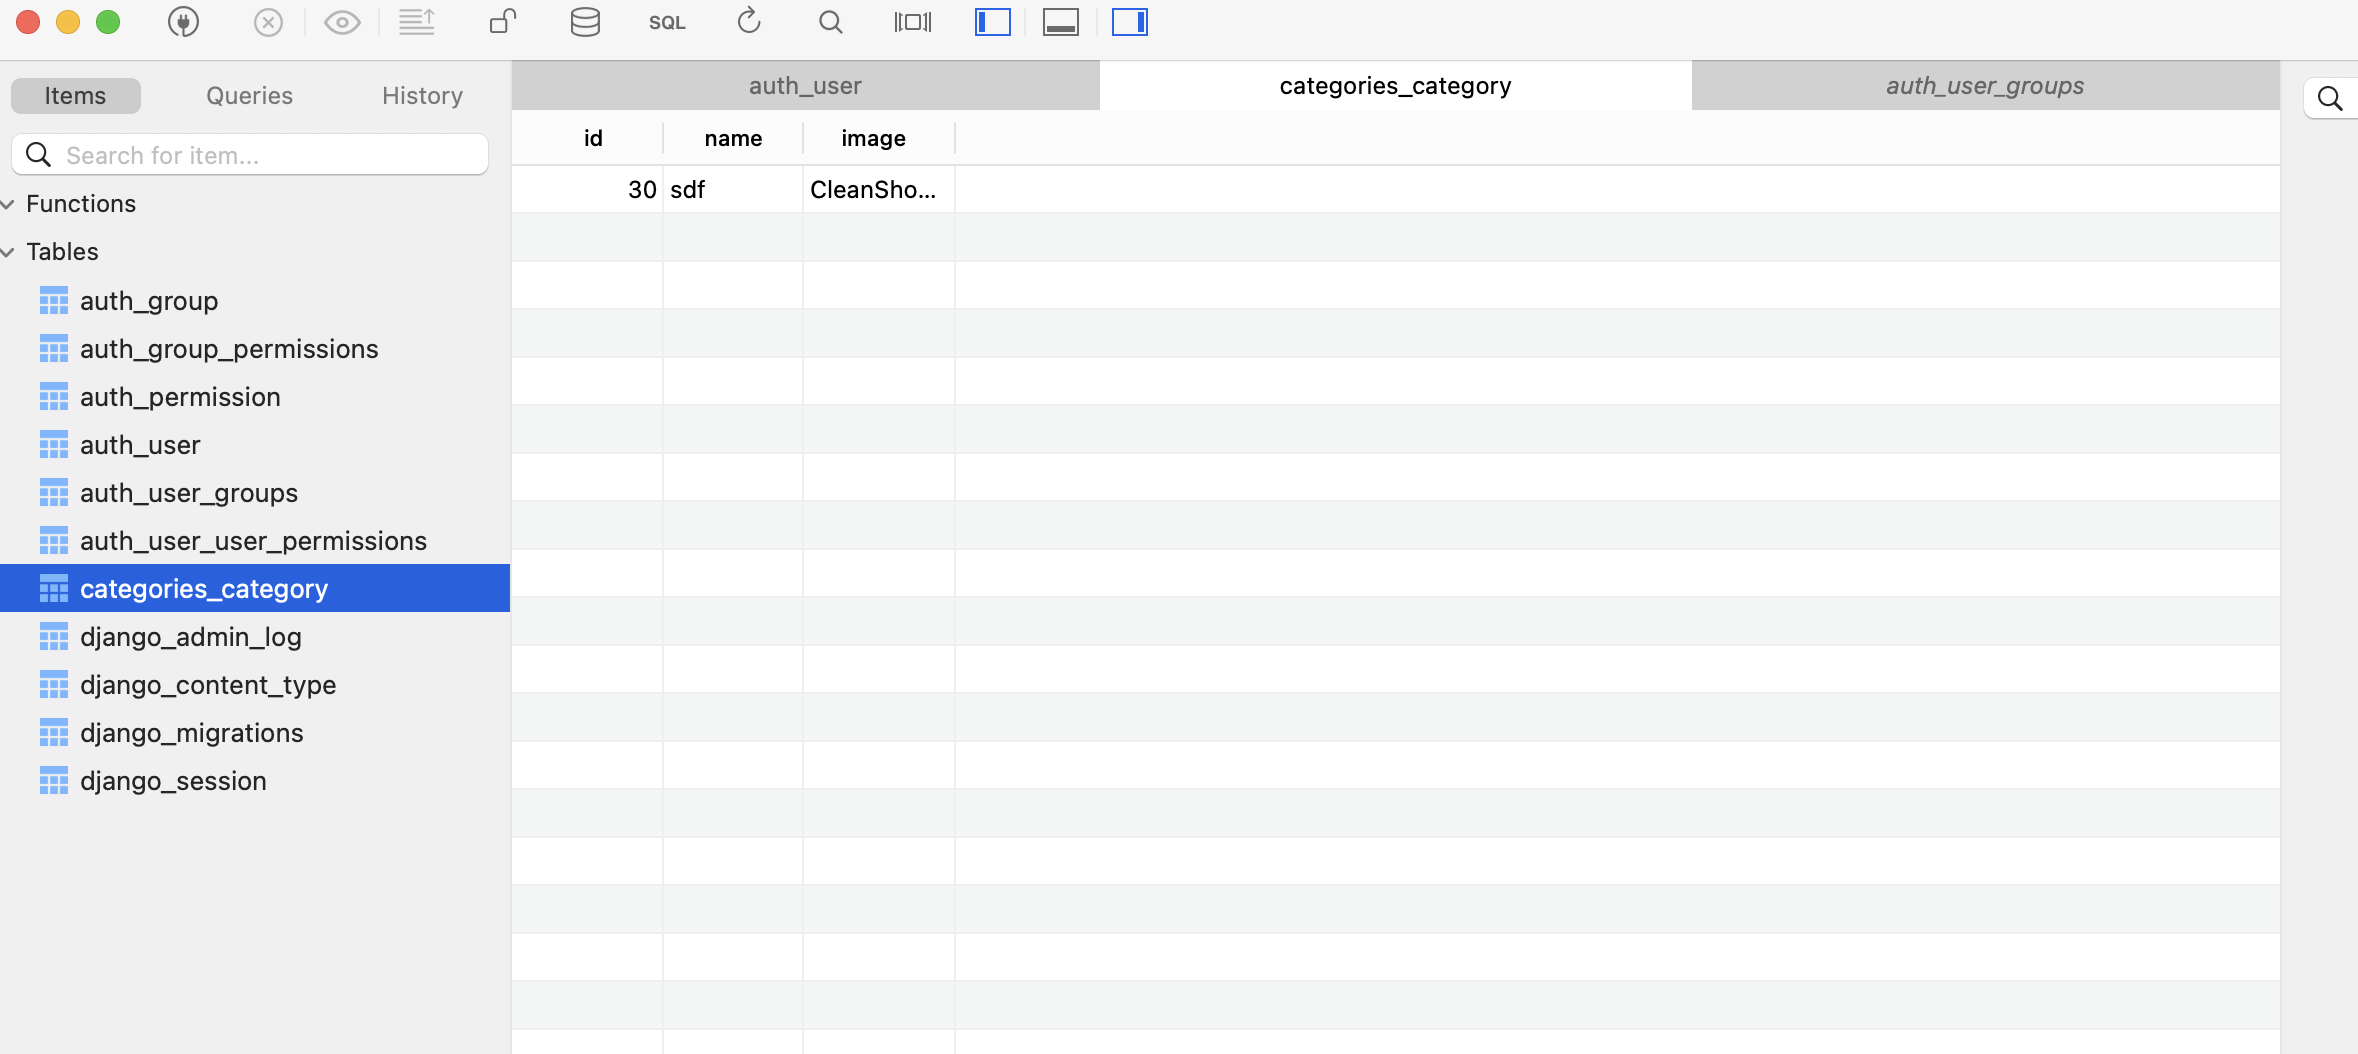 SQL
Items Queries History
Search for item...
Functions
Tables
auth_group
auth_group_permissions
auth_permission
auth_user
auth_user_groups
auth_user_user_permissions
categories_category
django_admin_log
django_content_type
django_migrations
django_session
auth_user categories_category auth_user_groups
id name image
30 sdf CleanSho...